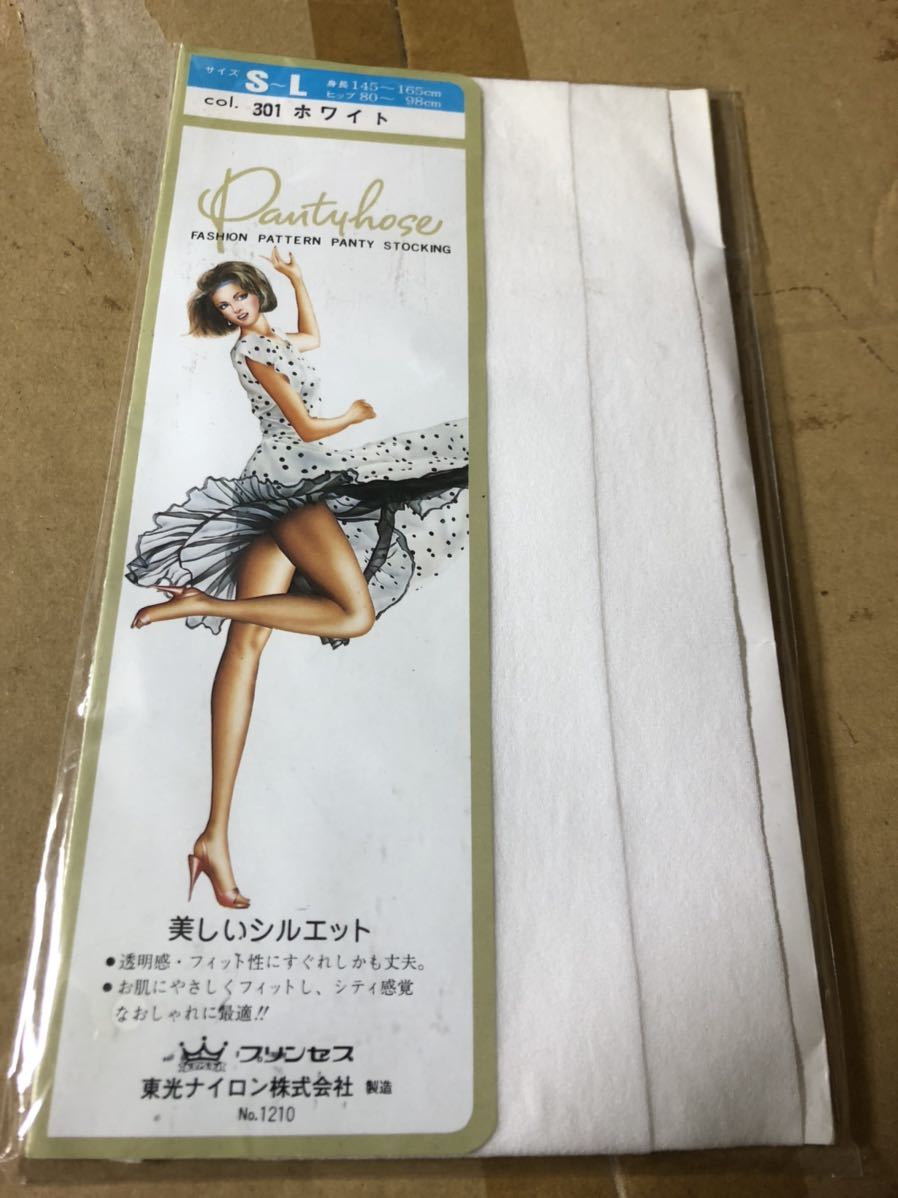 サイズ S~L 身長 145~165cm
ヒップ 80~ 98cm
col. 301 ホワイト
Pantyhose
FASHION PATTERN PANTY STOCKING
美しいシルエット
●透明感・フィット性にすぐれしかも丈夫。
●お肌にやさしくフィットし、シティ感覚
なおしゃれに最適!!
プリンセス
東光ナイロン株式会社 製造
No.1210